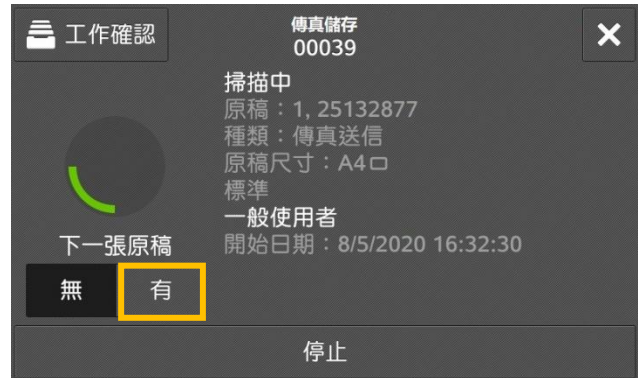 工作確認
傳真儲存
00039
掃描中
原稿：1, 25132877
種類：傳真送信
原稿尺寸：A4
標準
一般使用者
開始日期：8/5/2020 16:32:30
下一張原稿
無
有
停止